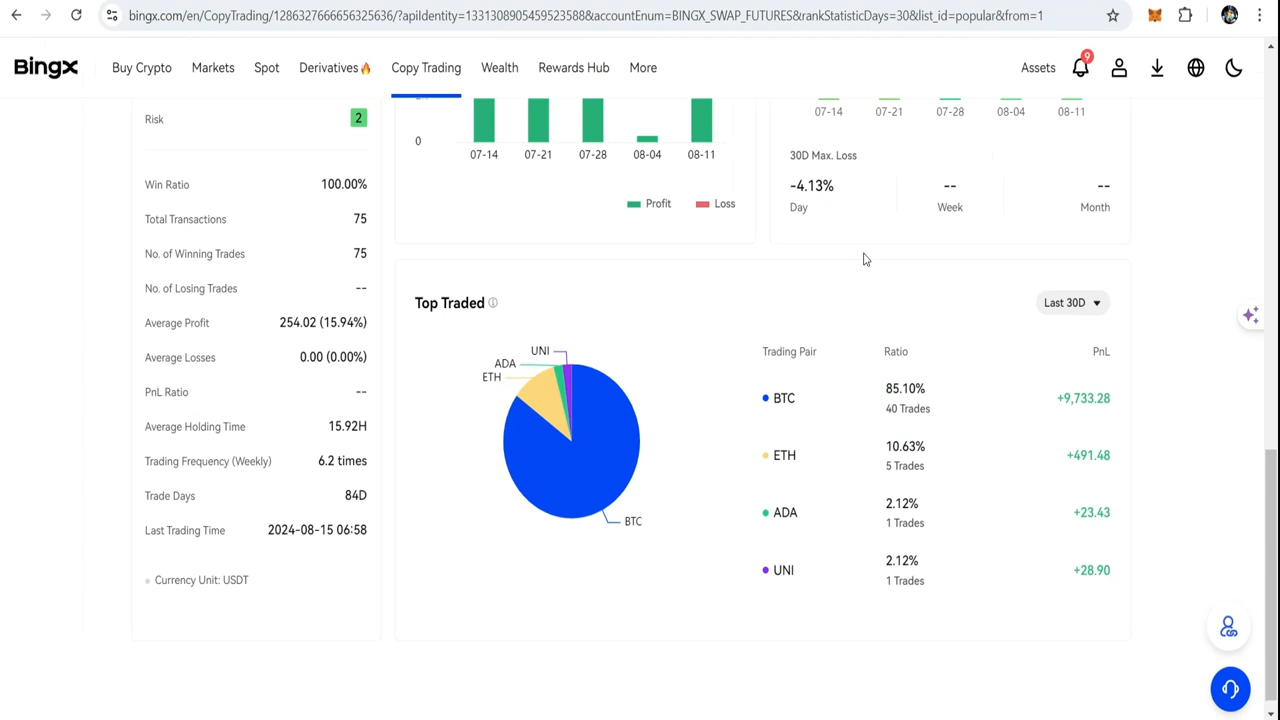 bingx.com/en/CopyTrading/1286327666656325636/?apiIdentity=1331308905459523588&accountEnum=BINGX_SWAP_FUTURES&rankStatisticDays=30&list_id=popular&from=1
BingX Buy Crypto Markets Spot Derivatives Copy Trading Wealth Rewards Hub More Assets 9
Risk 2
0
07-14 07-21 07-28 08-04 08-11
Profit Loss
07-14 07-21 07-28 08-04 08-11
30D Max. Loss
-4.13% -- --
Day Week Month
Win Ratio 100.00%
Total Transactions 75
No. of Winning Trades 75
No. of Losing Trades --
Average Profit 254.02 (15.94%)
Average Losses 0.00 (0.00%)
PnL Ratio --
Average Holding Time 15.92H
Trading Frequency (Weekly) 6.2 times
Trade Days 84D
Last Trading Time 2024-08-15 06:58
Currency Unit: USDT
Top Traded Last 30D
UNI
ADA
ETH
BTC
Trading Pair Ratio PnL
BTC 85.10% +9,733.28
40 Trades
ETH 10.63% +491.48
5 Trades
ADA 2.12% +23.43
1 Trades
UNI 2.12% +28.90
1 Trades